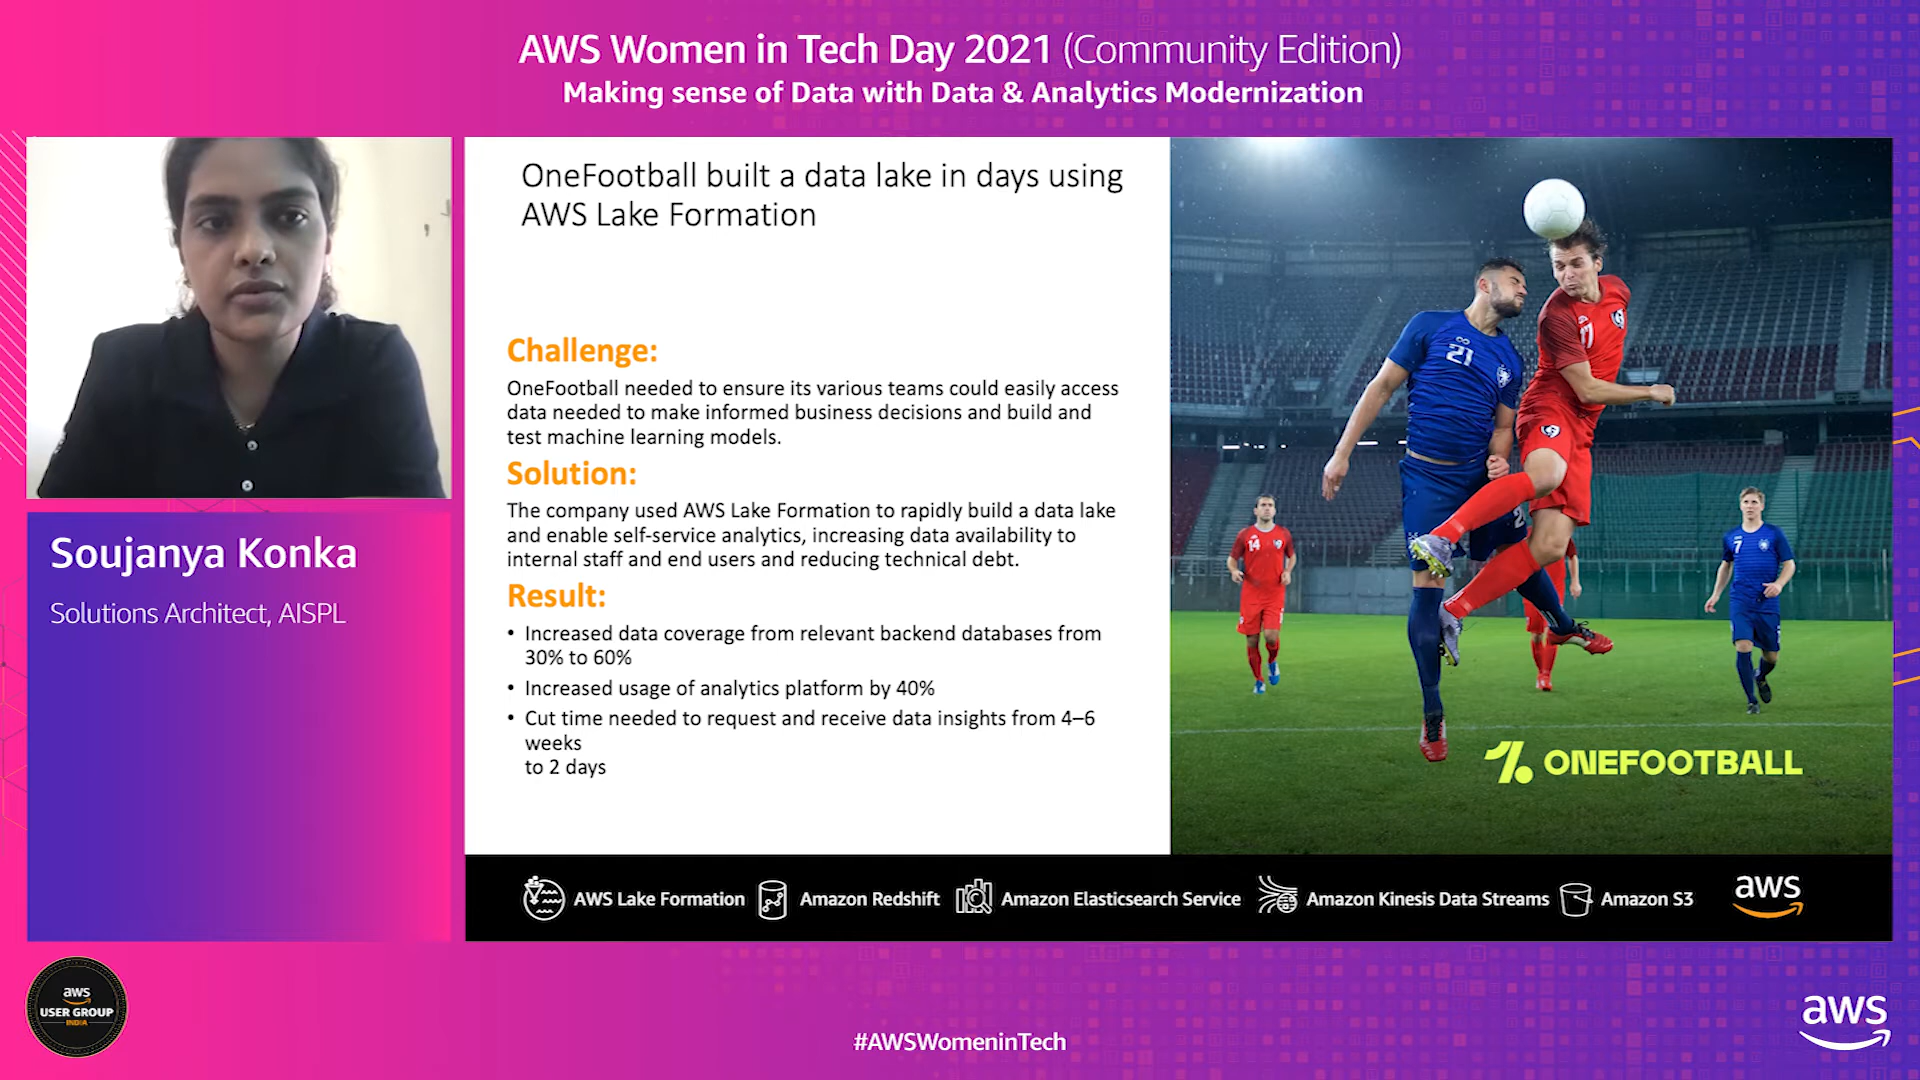 AWS Women in Tech Day 2021 (Community Edition)
Making sense of Data with Data & Analytics Modernization
Soujanya Konka
Solutions Architect, AISPL
OneFootball built a data lake in days using
AWS Lake Formation
Challenge:
OneFootball needed to ensure its various teams could easily access
data needed to make informed business decisions and build and
test machine learning models.
Solution:
The company used AWS Lake Formation to rapidly build a data lake
and enable self-service analytics, increasing data availability to
internal staff and end users and reducing technical debt.
Result:
• Increased data coverage from relevant backend databases from
30% to 60%
• Increased usage of analytics platform by 40%
• Cut time needed to request and receive data insights from 4–6
weeks
to 2 days
21
17
14
7
ONEFOOTBALL
AWS Lake Formation
Amazon Redshift
Amazon Elasticsearch Service
Amazon Kinesis Data Streams
Amazon S3
aws
aws
USER GROUP
INDIA
#AWSWomeninTech
aws